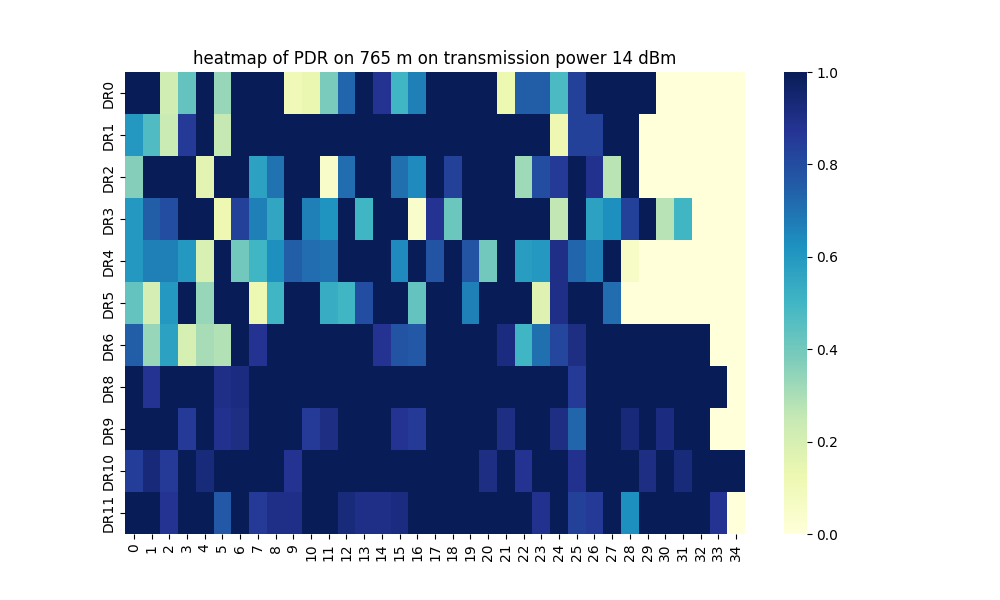 heatmap of PDR on 765 m on transmission power 14 dBm
DR0
DR1
DR2
DR3
DR4
DR5
DR6
DR8
DR9
DR10
DR11
0 1 2 3 4 5 6 7 8 9 10 11 12 13 14 15 16 17 18 19 20 21 22 23 24 25 26 27 28 29 30 31 32 33 34
1.0
0.8
0.6
0.4
0.2
0.0